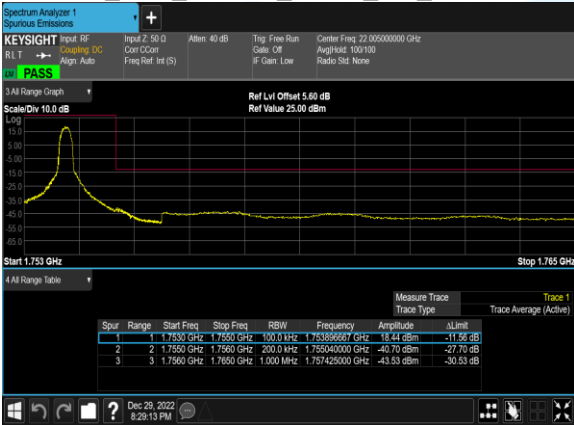 Spectrum Analyzer 1
Spurious Emissions
+
KEYSIGHT Input: RF Input Z: 50 Ω Atten: 40 dB Trig: Free Run Center Freq: 22.005000000 GHz
RLT Coupling: DC Corr CCorr Gate: Off Avg|Hold: 100/100
Align: Auto Freq Ref: Int (S) IF Gain: Low Radio Std: None
LW PASS
3 All Range Graph
Ref Lvl Offset 5.60 dB
Scale/Div 10.0 dB Ref Value 25.00 dBm
Log
15.0
5.00
-5.00
-15.0
-25.0
-35.0
-45.0
-55.0
-65.0
Start 1.753 GHz Stop 1.765 GHz
4 All Range Table
Measure Trace Trace 1
Trace Type Trace Average (Active)
Spur Range Start Freq Stop Freq RBW Frequency Amplitude ΔLimit
1 1 1.7530 GHz 1.7550 GHz 100.0 kHz 1.753896667 GHz 18.44 dBm -11.56 dB
2 2 1.7550 GHz 1.7560 GHz 200.0 kHz 1.755040000 GHz -40.70 dBm -27.70 dB
3 3 1.7560 GHz 1.7650 GHz 1.000 MHz 1.757425000 GHz -43.53 dBm -30.53 dB
? Dec 29, 2022
8:29:13 PM